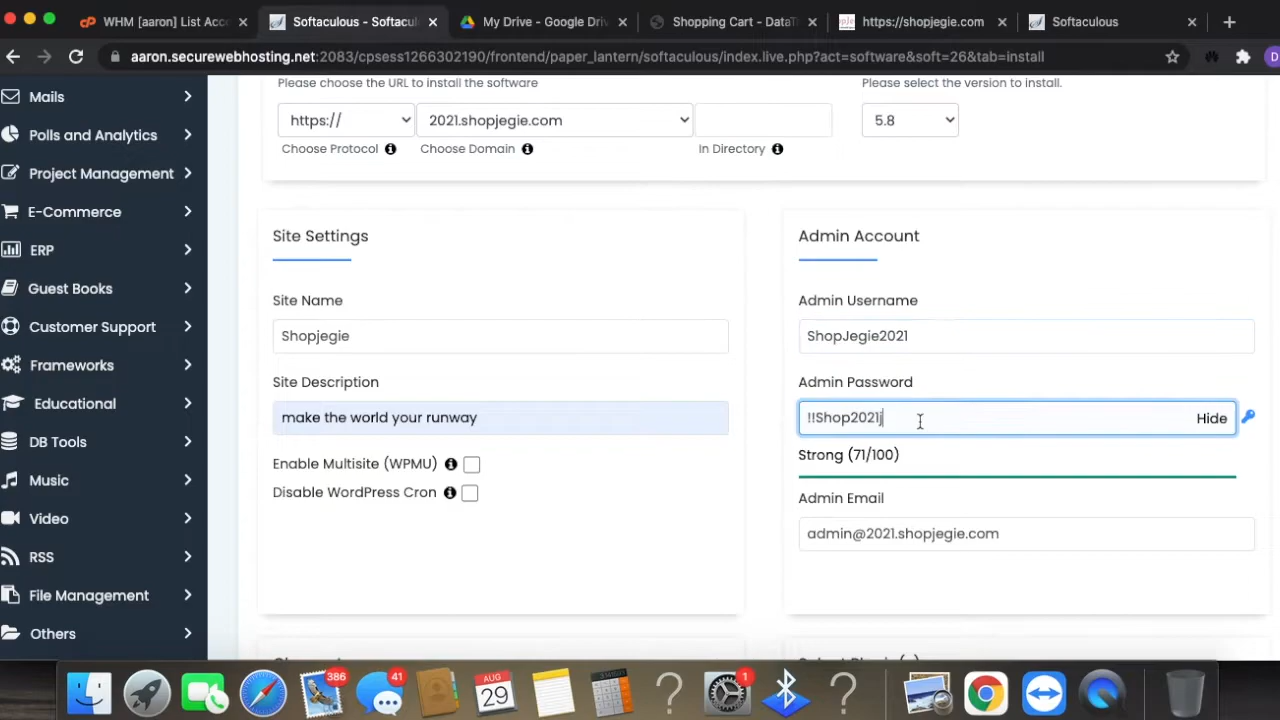 WHM [aaron] List Acco
Softaculous - Softacul
My Drive - Google Dri
Shopping Cart - DataT
https://shopjegie.com
Softaculous
aaron.securewebhosting.net:2083/cpsess1266302190/frontend/paper_lantern/softaculous/index.live.php?act=software&soft=26&tab=install
D
Mails
Polls and Analytics
Project Management
E-Commerce
ERP
Guest Books
Customer Support
Frameworks
Educational
DB Tools
Music
Video
RSS
File Management
Others
Please choose the URL to install the software
https://
2021.shopjegie.com
Choose Protocol
Choose Domain
In Directory
Please select the version to install.
5.8
Site Settings
Site Name
Shopjegie
Site Description
make the world your runway
Enable Multisite (WPMU)
Disable WordPress Cron
Admin Account
Admin Username
ShopJegie2021
Admin Password
!!Shop2021j
Hide
Strong (71/100)
Admin Email
admin@2021.shopjegie.com
386
41
AUG
29
1